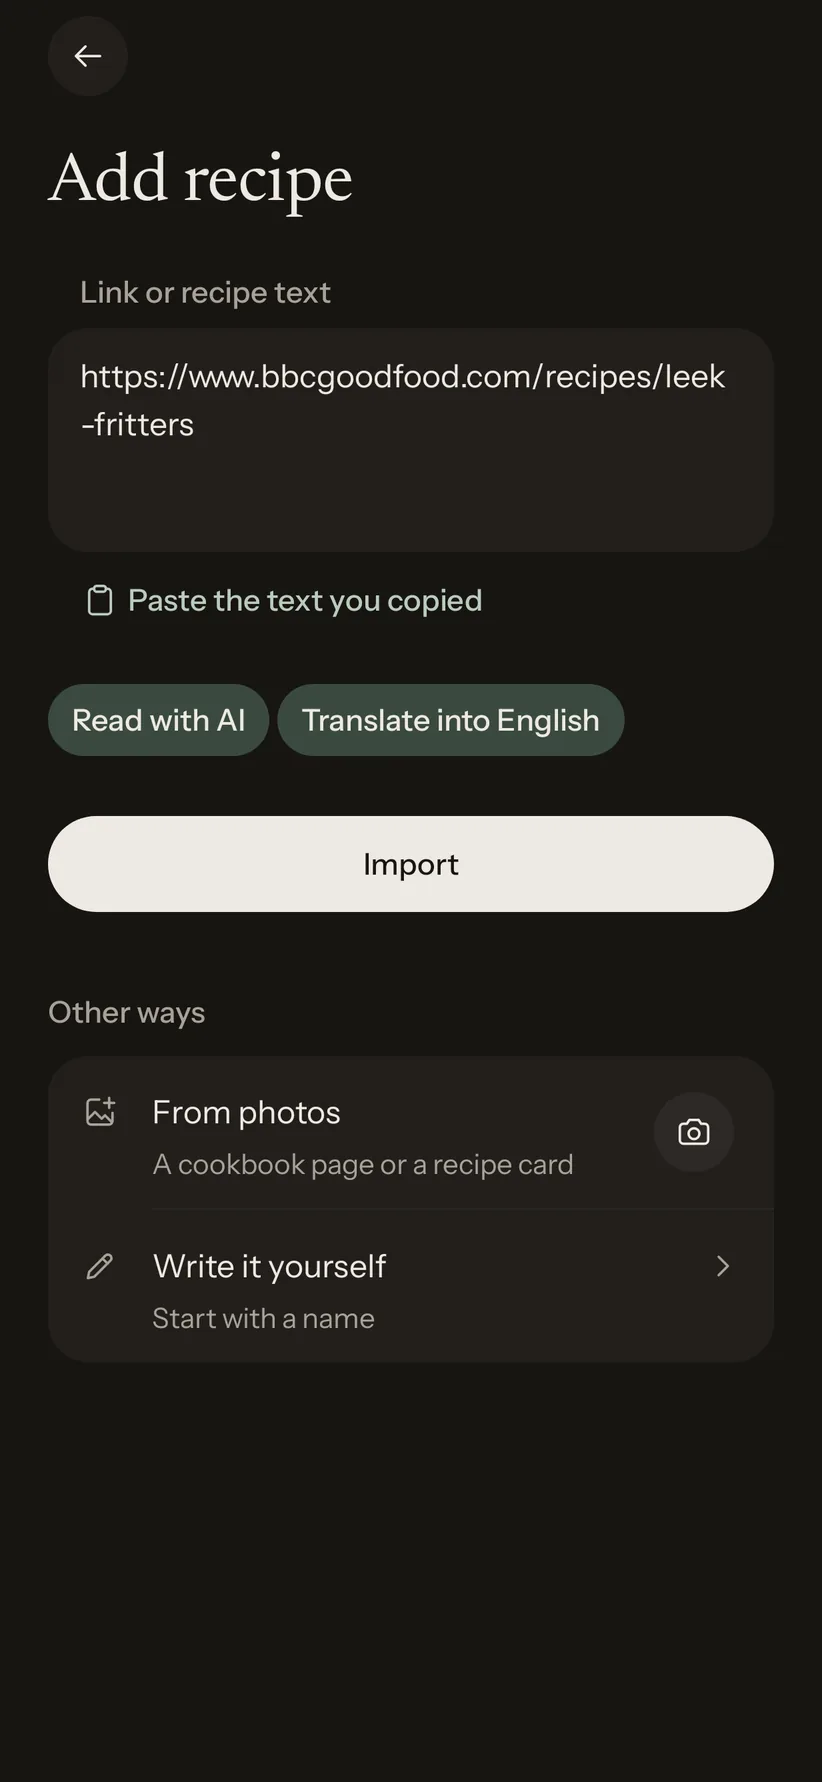 Add recipe
Link or recipe text
https://www.bbcgoodfood.com/recipes/leek
-fritters
Paste the text you copied
Read with AI
Translate into English
Import
Other ways
From photos
A cookbook page or a recipe card
Write it yourself
Start with a name